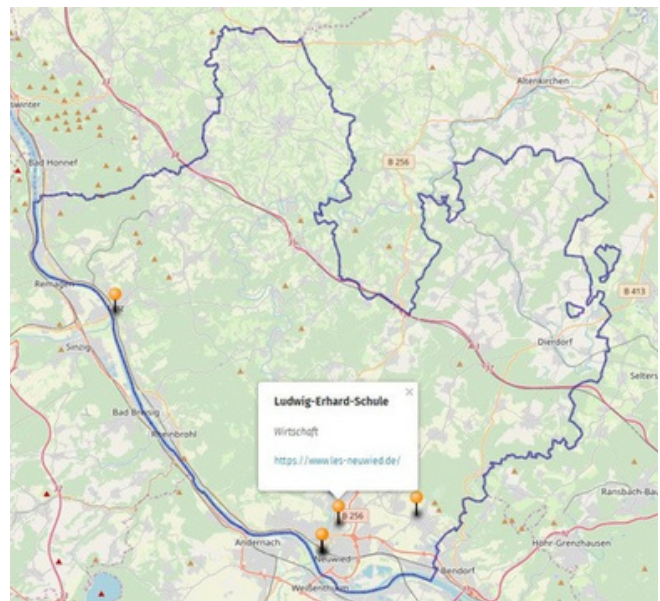 Altenkirchen
Bad Honnef
B 256
Remagen
B 413
Sinzig
Dierdorf
Selters
Ludwig-Erhard-Schule
×
Wirtschaft
https://www.les-neuwied.de/
Bad Breisig
Rheinbrohl
Ransbach-Bau
B 256
Andernach
Neuwied
Höhr-Grenzhausen
Bendorf
Weißenthurm